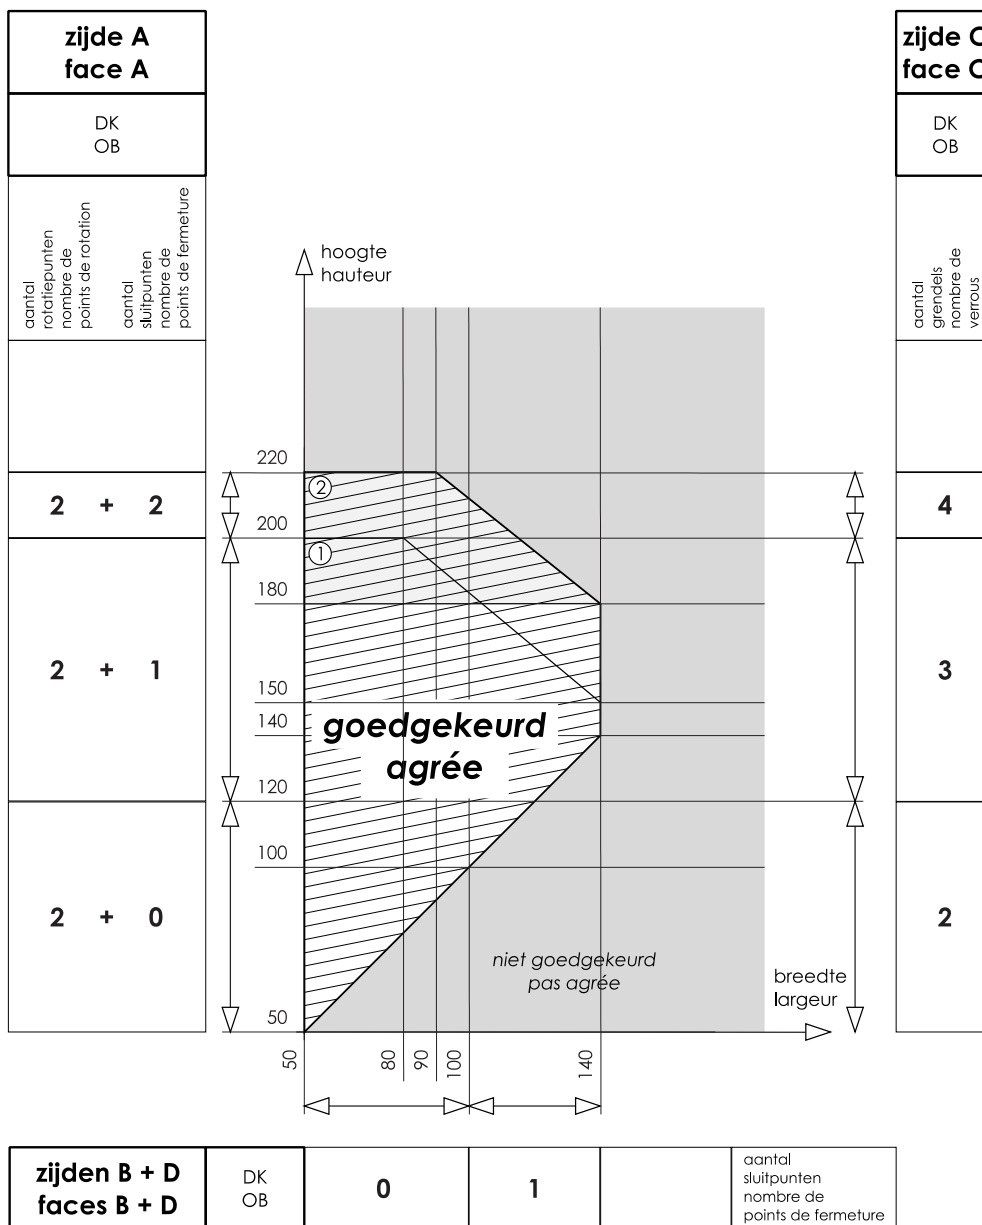 zijde A
face A
DK
OB
aantal
rotatiepunten
nombre de
points de rotation
aantal
sluitpunten
nombre de
points de fermeture
zijde C
face C
DK
OB
aantal
grendels
nombre de
verrous
hoogte
hauteur
220
2 + 2
2
4
200
1
180
2 + 1
3
150
140
goedgekeurd
agrée
120
100
2 + 0
2
niet goedgekeurd
pas agrée
breedte
largeur
50
50
80
90
100
140
zijden B + D
faces B + D
DK
OB
0
1
aantal
sluitpunten
nombre de
points de fermeture